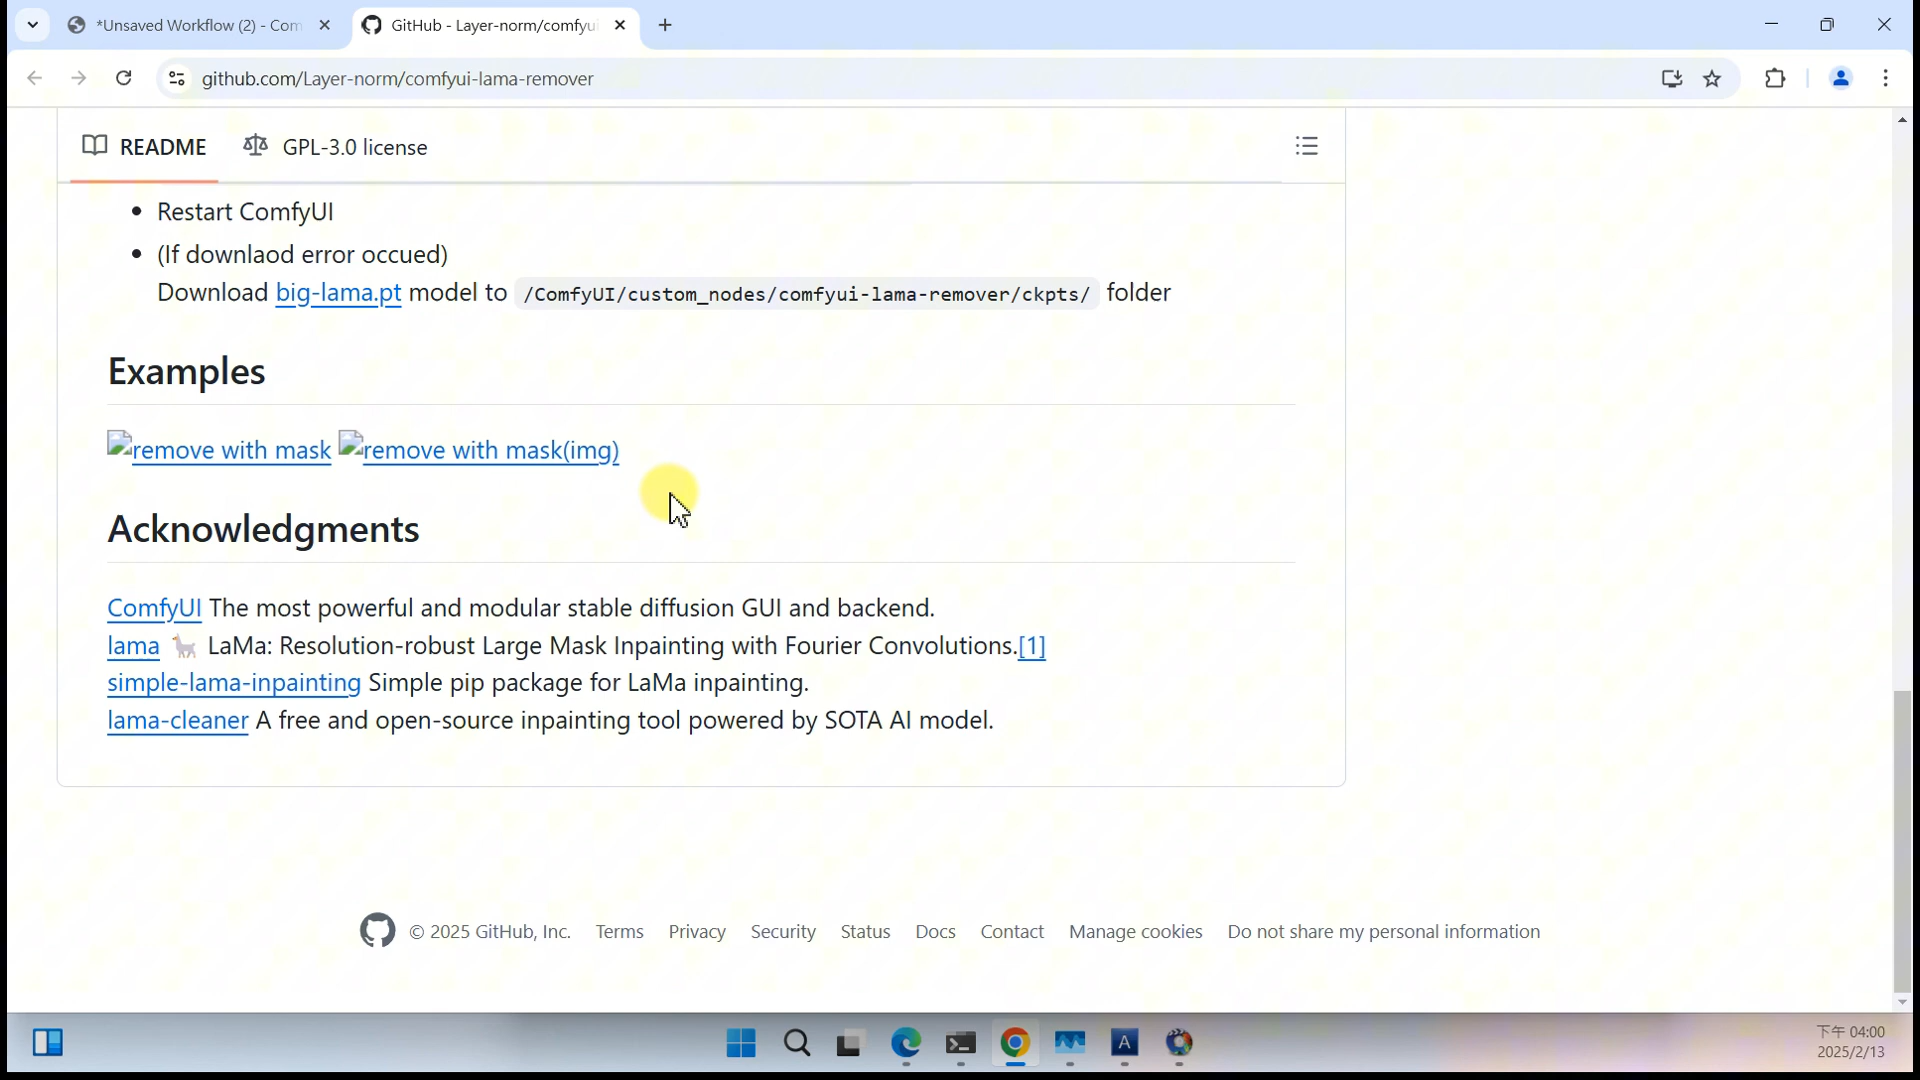 *Unsaved Workflow (2) - Com
GitHub - Layer-norm/comfyui
github.com/Layer-norm/comfyui-lama-remover
README
GPL-3.0 license
Restart ComfyUI
(If downlaod error occued)
Download big-lama.pt model to /ComfyUI/custom_nodes/comfyui-lama-remover/ckpts/ folder
Examples
remove with mask remove with mask(img)
Acknowledgments
ComfyUI The most powerful and modular stable diffusion GUI and backend.
lama 🦙 LaMa: Resolution-robust Large Mask Inpainting with Fourier Convolutions.[1]
simple-lama-inpainting Simple pip package for LaMa inpainting.
lama-cleaner A free and open-source inpainting tool powered by SOTA AI model.
© 2025 GitHub, Inc. Terms Privacy Security Status Docs Contact Manage cookies Do not share my personal information
A
下午 04:00
2025/2/13